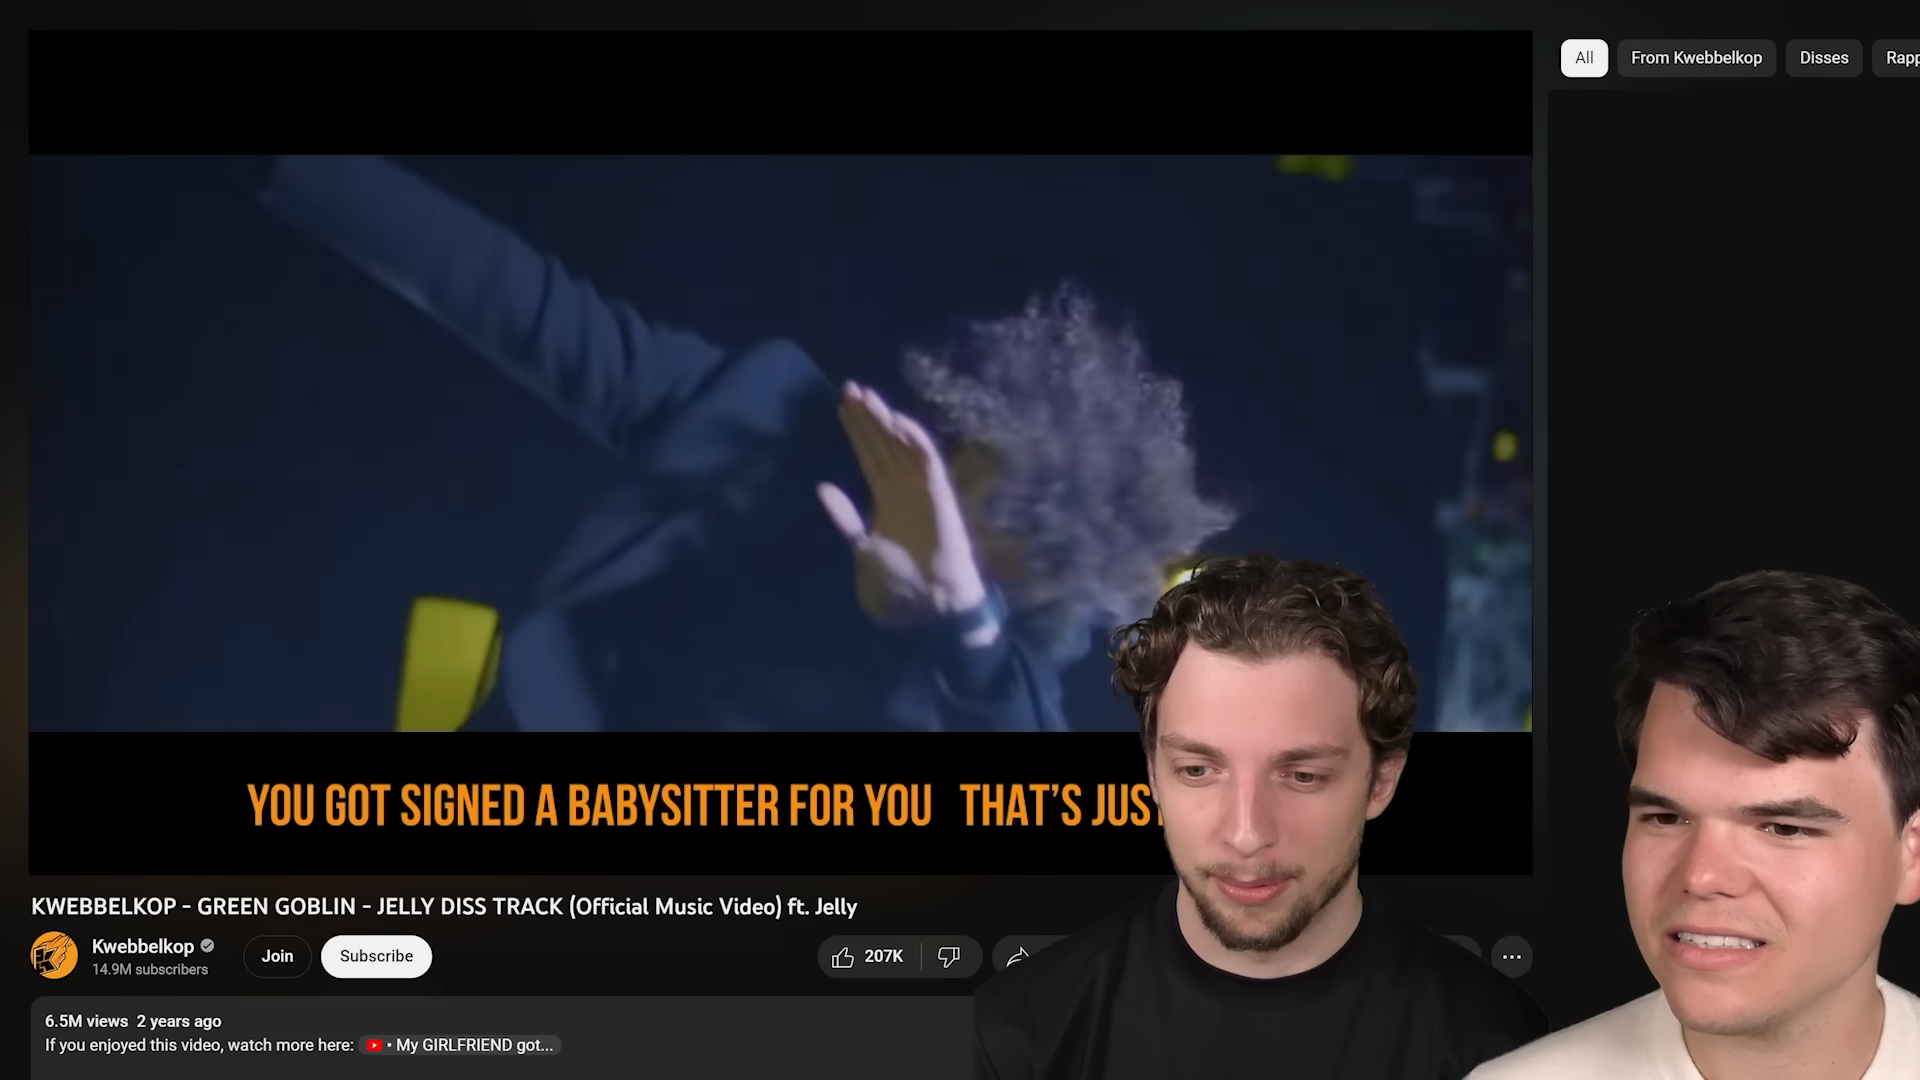 All
From Kwebbelkop
Disses
Rapp
YOU GOT SIGNED A BABYSITTER FOR YOU THAT'S JUST
KWEBBELKOP - GREEN GOBLIN - JELLY DISS TRACK (Official Music Video) ft. Jelly
Kwebbelkop
14.9M subscribers
Join
Subscribe
207K
6.5M views 2 years ago
If you enjoyed this video, watch more here: • My GIRLFRIEND got...